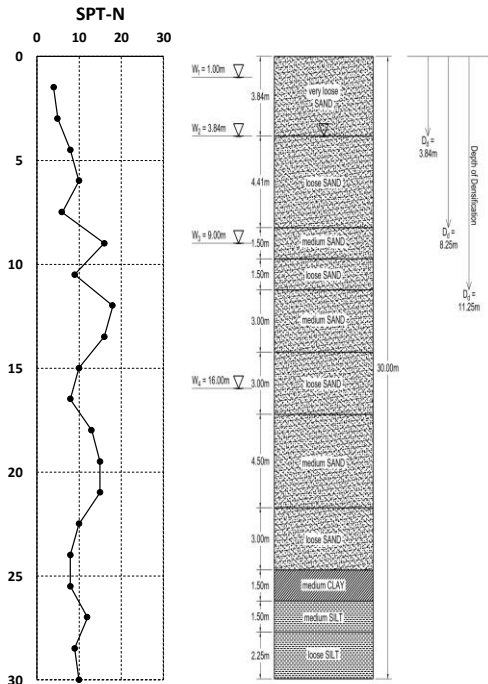 SPT-N
0 10 20 30
0
5
10
15
20
25
30
W₁ = 1.00m
W₂ = 3.84m
W₃ = 9.00m
W₄ = 16.00m
3.84m
4.41m
1.50m
1.50m
3.00m
3.00m
4.50m
3.00m
1.50m
1.50m
2.25m
very loose
SAND
loose SAND
medium SAND
loose SAND
medium SAND
loose SAND
medium SAND
loose SAND
medium CLAY
medium SILT
loose SILT
30.00m
D_d =
3.84m
D_d =
8.25m
D_d =
11.25m
Depth of Densification